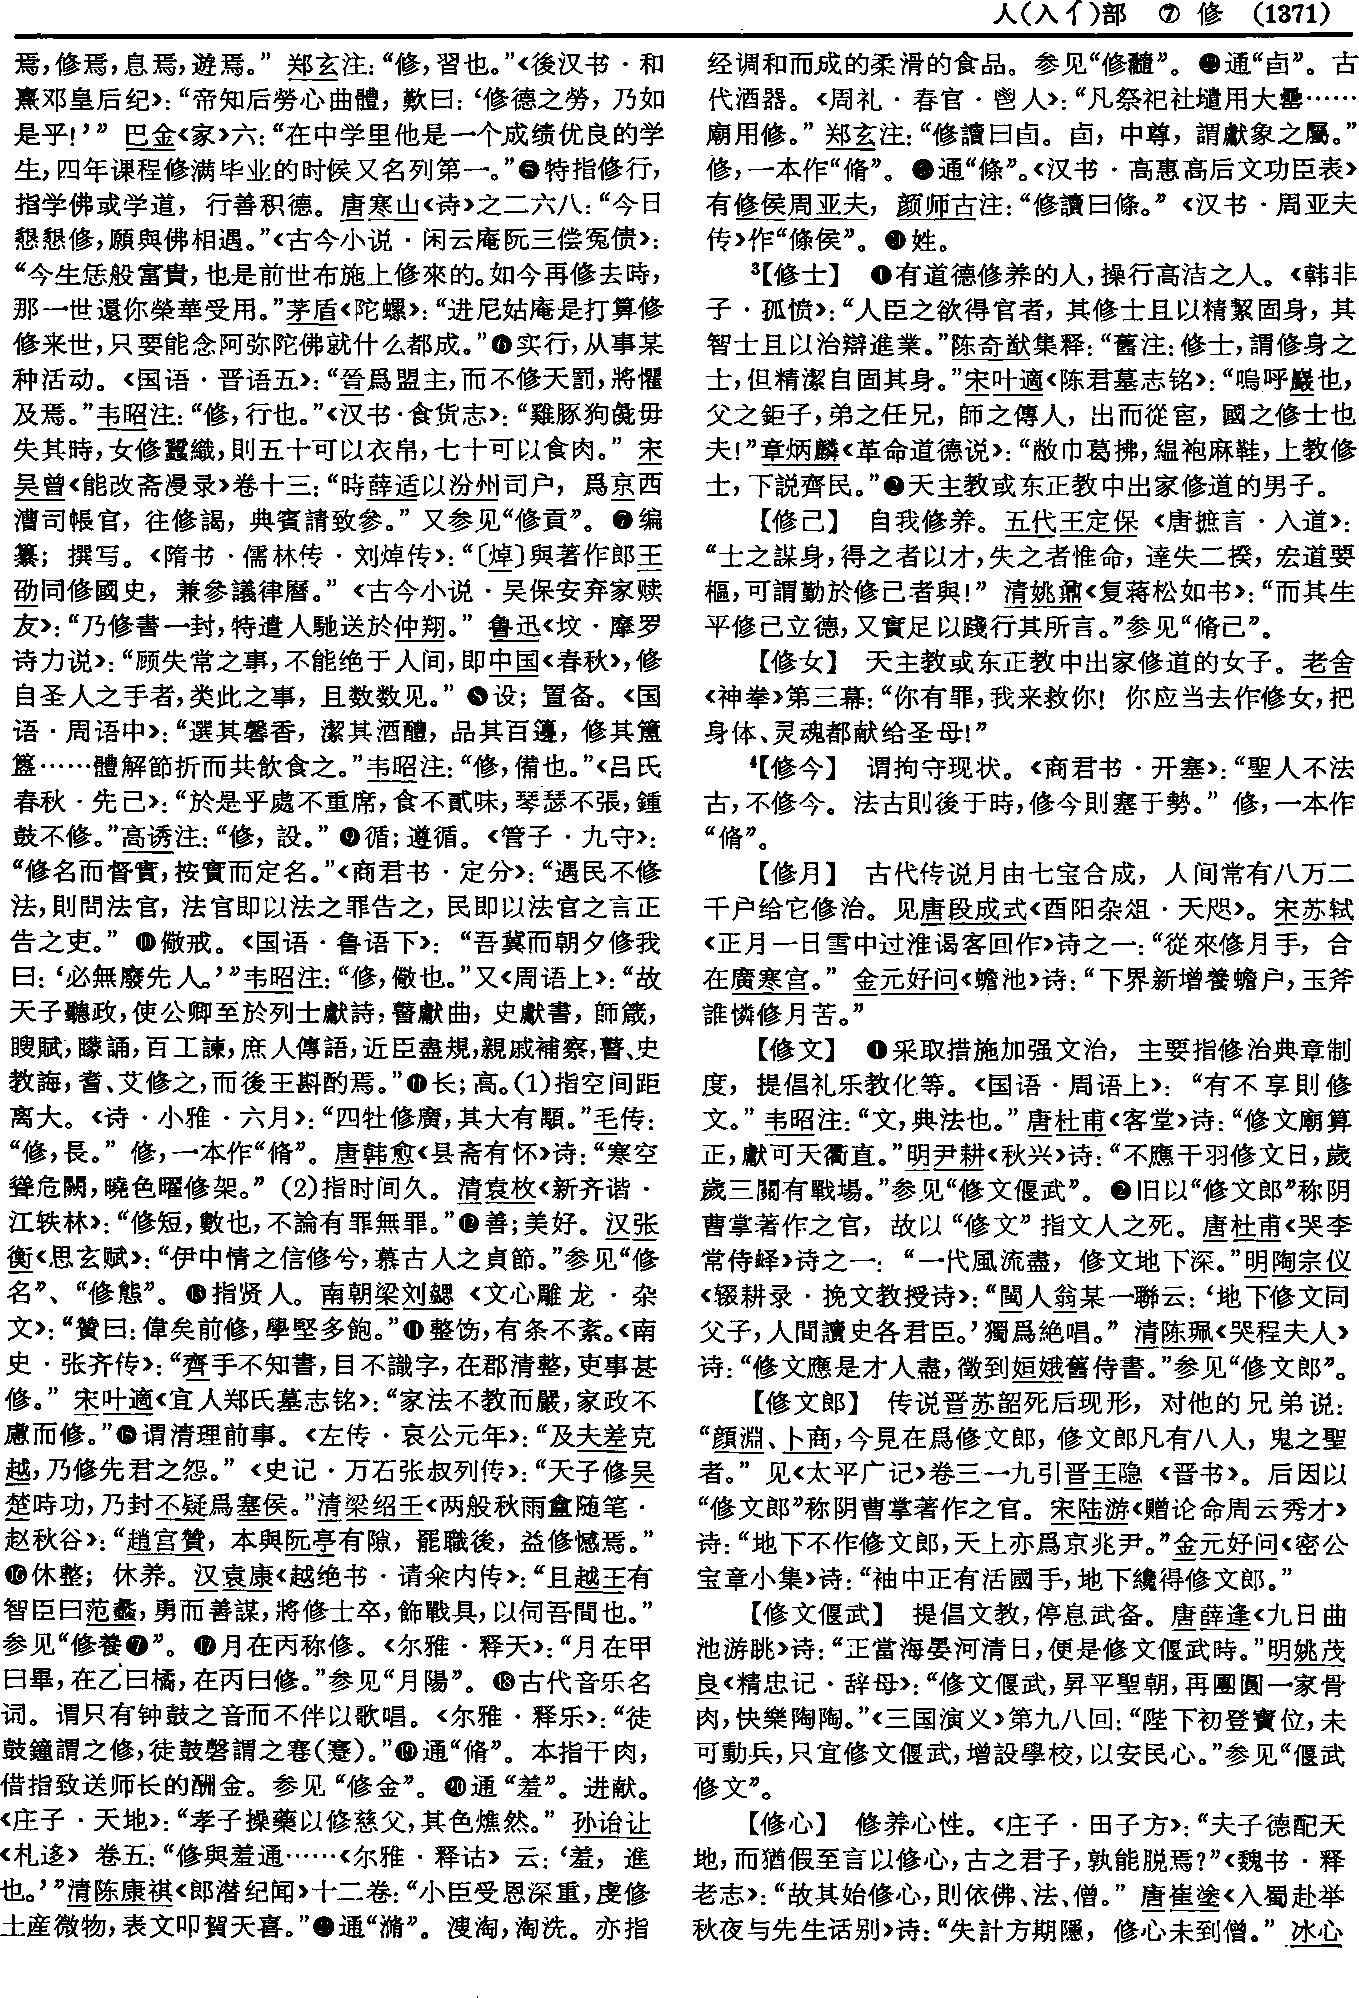 人(入亻)部 ⑦ 修 (1371)
焉,修焉,息焉,遊焉。” 郑玄注:“修,習也。”《後汉书·和
熹邓皇后纪》:“帝知后勞心曲體,歎曰:‘修德之勞,乃如
是乎!’” 巴金《家》六:“在中学里他是一个成绩优良的学
生,四年课程修满毕业的时候又名列第一。”❺特指修行,
指学佛或学道,行善积德。唐寒山《诗》之二六八:“今日
懇懇修,願與佛相遇。”《古今小说·闲云庵阮三偿冤债》:
“今生恁般富貴,也是前世布施上修來的。如今再修去時,
那一世還你榮華受用。”茅盾《陀螺》:“进尼姑庵是打算修
修来世,只要能念阿弥陀佛就什么都成。”❻实行,从事某
种活动。《国语·晋语五》:“晉爲盟主,而不修天罰,將懼
及焉。”韦昭注:“修,行也。”《汉书·食货志》:“雞豚狗彘毋
失其時,女修蠶織,則五十可以衣帛,七十可以食肉。” 宋
吴曾《能改斋漫录》卷十三:“時薛适以汾州司户,爲京西
漕司帳官,往修謁,典賓請致參。” 又参见“修貢”。❼编
纂;撰写。《隋书·儒林传·刘焯传》:“〔焯〕與著作郎王
劭同修國史,兼參議律曆。”《古今小说·吴保安弃家赎
友》:“乃修書一封,特遣人馳送於仲翔。” 鲁迅《坟·摩罗
诗力说》:“顾失常之事,不能绝于人间,即中国《春秋》,修
自圣人之手者,类此之事,且数数见。” ❽设;置备。《国
语·周语中》:“選其馨香,潔其酒醴,品其百籩,修其簠
簋……體解節折而共飲食之。”韦昭注:“修,備也。”《吕氏
春秋·先己》:“於是乎處不重席,食不貳味,琴瑟不張,鍾
鼓不修。”高诱注:“修,設。” ❾循;遵循。《管子·九守》:
“修名而督實,按實而定名。”《商君书·定分》:“遇民不修
法,則問法官,法官即以法之罪告之,民即以法官之言正
告之吏。” ❿儆戒。《国语·鲁语下》:“吾冀而朝夕修我
曰:‘必無廢先人。’”韦昭注:“修,儆也。”又《周语上》:“故
天子聽政,使公卿至於列士獻詩,瞽獻曲,史獻書,師箴,
瞍賦,矇誦,百工諫,庶人傳語,近臣盡規,親戚補察,瞽、史
教誨,耆、艾修之,而後王斟酌焉。”⓫长;高。(1)指空间距
离大。《诗·小雅·六月》:“四牡修廣,其大有顒。”毛传:
“修,長。” 修,一本作“脩”。唐韩愈《县斋有怀》诗:“寒空
聳危闕,曉色曜修架。” (2)指时间久。清袁枚《新齐谐·
江轶林》:“修短,數也,不論有罪無罪。”⓬善;美好。汉张
衡《思玄赋》:“伊中情之信修兮,慕古人之貞節。”参见“修
名”、“修態”。⓭指贤人。南朝梁刘勰《文心雕龙·杂
文》:“贊曰:偉矣前修,學堅多飽。”⓮整饬,有条不紊。《南
史·张齐传》:“齊手不知書,目不識字,在郡清整,吏事甚
修。” 宋叶適《宜人郑氏墓志铭》:“家法不教而嚴,家政不
慮而修。”⓯谓清理前事。《左传·哀公元年》:“及夫差克
越,乃修先君之怨。”《史记·万石张叔列传》:“天子修吴
楚時功,乃封不疑爲塞侯。”清梁绍壬《两般秋雨盦随笔·
赵秋谷》:“趙宫贊,本與阮亭有隙,罷職後,益修憾焉。”
⓰休整;休养。汉袁康《越绝书·请籴内传》:“且越王有
智臣曰范蠡,勇而善謀,將修士卒,飾戰具,以伺吾間也。”
参见“修養❼”。⓱月在丙称修。《尔雅·释天》:“月在甲
曰畢,在乙曰橘,在丙曰修。”参见“月陽”。⓲古代音乐名
词。谓只有钟鼓之音而不伴以歌唱。《尔雅·释乐》:“徒
鼓鐘謂之修,徒鼓磬謂之寋(蹇)。”⓳通“脩”。本指干肉,
借指致送师长的酬金。参见“修金”。⓴通“羞”。进献。
《庄子·天地》:“孝子操藥以修慈父,其色燋然。” 孙诒让
《札迻》卷五:“修與羞通……《尔雅·释诂》云:‘羞,進
也。’”清陈康祺《郎潜纪闻》十二卷:“小臣受恩深重,虔修
土産微物,表文叩賀天喜。”㉑通“滫”。溲淘,淘洗。亦指
经调和而成的柔滑的食品。参见“修䉹”。㉒通“卣”。古
代酒器。《周礼·春官·鬯人》:“凡祭祀社壝用大罍……
廟用修。” 郑玄注:“修讀曰卣。卣,中尊,謂獻象之屬。”
修,一本作“脩”。㉓通“條”。《汉书·高惠高后文功臣表》
有修侯周亚夫,颜师古注:“修讀曰條。”《汉书·周亚夫
传》作“條侯”。㉔姓。
³【修士】 ❶有道德修养的人,操行高洁之人。《韩非
子·孤愤》:“人臣之欲得官者,其修士且以精絜固身,其
智士且以治辯進業。”陈奇猷集释:“舊注:修士,謂修身之
士,但精潔自固其身。”宋叶適《陈君墓志铭》:“嗚呼巖也,
父之鉅子,弟之任兄,師之傳人,出而從宦,國之修士也
夫!”章炳麟《革命道德说》:“敝巾葛拂,緼袍麻鞋,上教修
士,下説齊民。”❷天主教或东正教中出家修道的男子。
【修己】 自我修养。五代王定保《唐摭言·入道》:
“士之謀身,得之者以才,失之者惟命,達失二揆,宏道要
樞,可謂勤於修己者與!” 清姚鼐《复蒋松如书》:“而其生
平修己立德,又實足以踐行其所言。”参见“脩己”。
【修女】 天主教或东正教中出家修道的女子。老舍
《神拳》第三幕:“你有罪,我来救你!你应当去作修女,把
身体、灵魂都献给圣母!”
⁴【修今】 谓拘守现状。《商君书·开塞》:“聖人不法
古,不修今。法古則後于時,修今則塞于勢。” 修,一本作
“脩”。
【修月】 古代传说月由七宝合成,人间常有八万二
千户给它修治。见唐段成式《酉阳杂俎·天咫》。宋苏轼
《正月一日雪中过淮谒客回作》诗之一:“從來修月手,合
在廣寒宫。” 金元好问《蟾池》诗:“下界新增養蟾户,玉斧
誰憐修月苦。”
【修文】 ❶采取措施加强文治,主要指修治典章制
度,提倡礼乐教化等。《国语·周语上》:“有不享則修
文。” 韦昭注:“文,典法也。” 唐杜甫《客堂》诗:“修文廟算
正,獻可天衢直。”明尹耕《秋兴》诗:“不應干羽修文日,歲
歲三關有戰場。”参见“修文偃武”。❷旧以“修文郎”称阴
曹掌著作之官,故以“修文”指文人之死。唐杜甫《哭李
常侍峄》诗之一:“一代風流盡,修文地下深。”明陶宗仪
《辍耕录·挽文教授诗》:“閩人翁某一聯云:‘地下修文同
父子,人間讀史各君臣。’獨爲絶唱。” 清陈珮《哭程夫人》
诗:“修文應是才人盡,徵到姮娥舊侍書。”参见“修文郎”。
【修文郎】 传说晋苏韶死后现形,对他的兄弟说:
“顔淵、卜商,今見在爲修文郎,修文郎凡有八人,鬼之聖
者。” 见《太平广记》卷三一九引晋王隐《晋书》。后因以
“修文郎”称阴曹掌著作之官。宋陆游《赠论命周云秀才》
诗:“地下不作修文郎,天上亦爲京兆尹。”金元好问《密公
宝章小集》诗:“袖中正有活國手,地下纔得修文郎。”
【修文偃武】 提倡文教,停息武备。唐薛逢《九日曲
池游眺》诗:“正當海晏河清日,便是修文偃武時。”明姚茂
良《精忠记·辞母》:“修文偃武,昇平聖朝,再團圓一家骨
肉,快樂陶陶。”《三国演义》第九八回:“陛下初登寳位,未
可動兵,只宜修文偃武,增設學校,以安民心。”参见“偃武
修文”。
【修心】 修养心性。《庄子·田子方》:“夫子德配天
地,而猶假至言以修心,古之君子,孰能脱焉?”《魏书·释
老志》:“故其始修心,則依佛、法、僧。” 唐崔塗《入蜀赴举
秋夜与先生话别》诗:“失計方期隱,修心未到僧。” 冰心